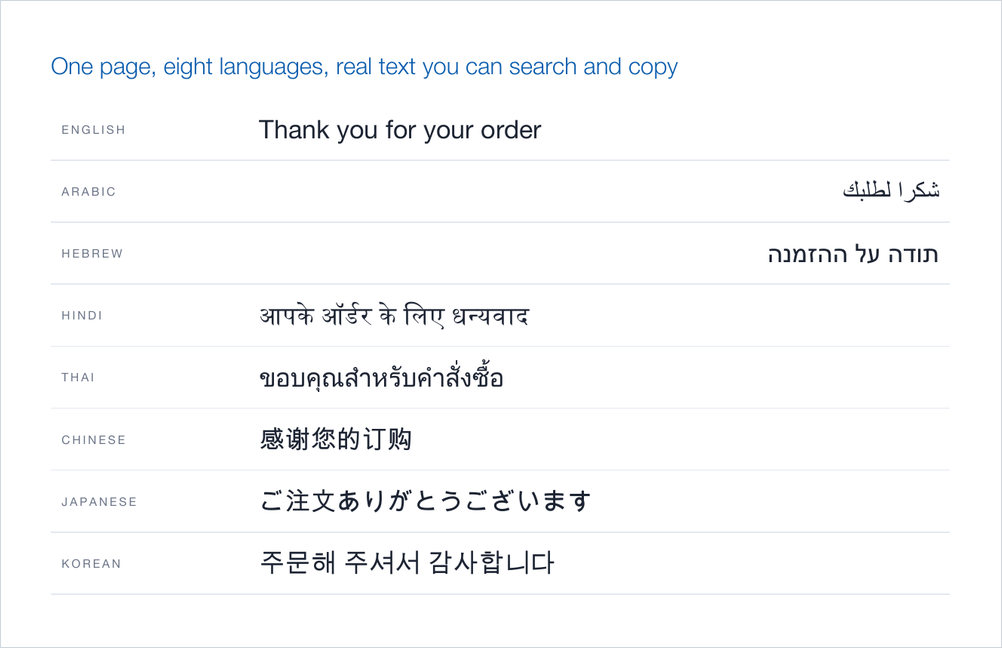 One page, eight languages, real text you can search and copy
ENGLISH Thank you for your order
ARABIC شكرا لطلبك
HEBREW תודה על ההזמנה
HINDI आपके ऑर्डर के लिए धन्यवाद
THAI ขอบคุณสำหรับคำสั่งซื้อ
CHINESE 感谢您的订购
JAPANESE ご注文ありがとうございます
KOREAN 주문해 주셔서 감사합니다